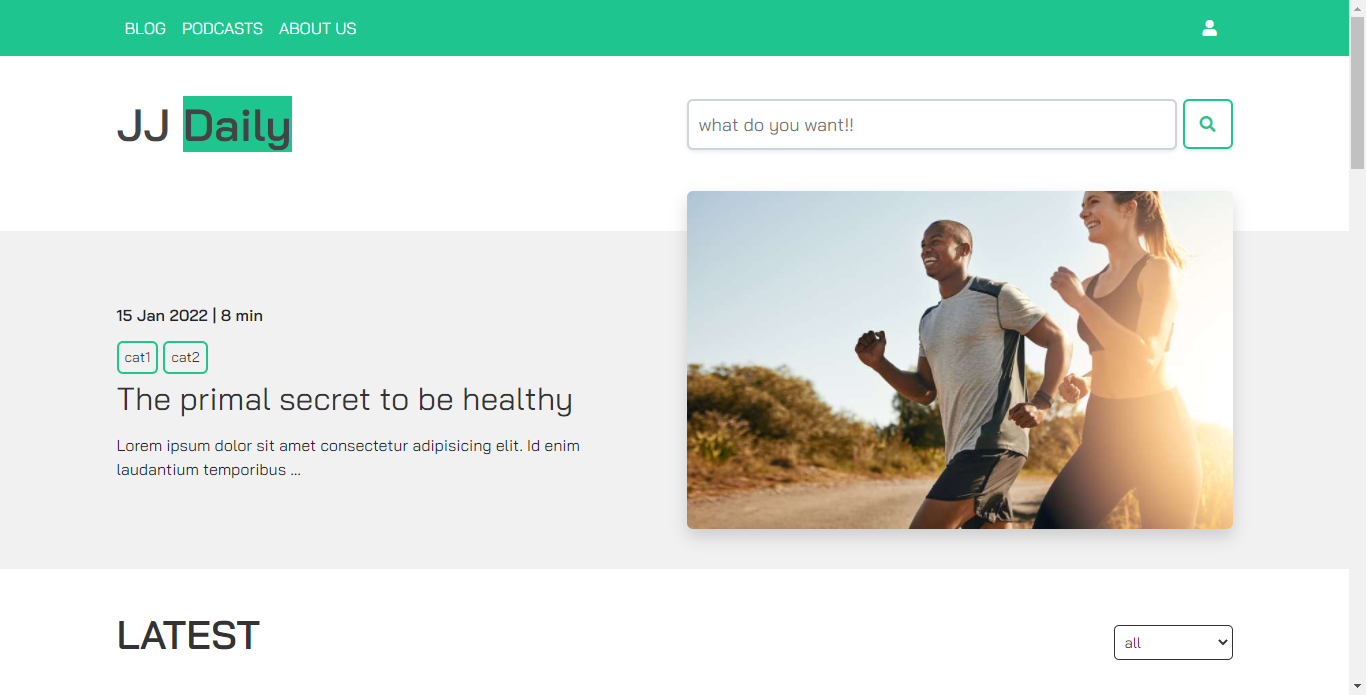 BLOG PODCASTS ABOUT US
JJ Daily
what do you want!!
15 Jan 2022 | 8 min
cat1 cat2
The primal secret to be healthy
Lorem ipsum dolor sit amet consectetur adipisicing elit. Id enim
laudantium temporibus ...
LATEST
all